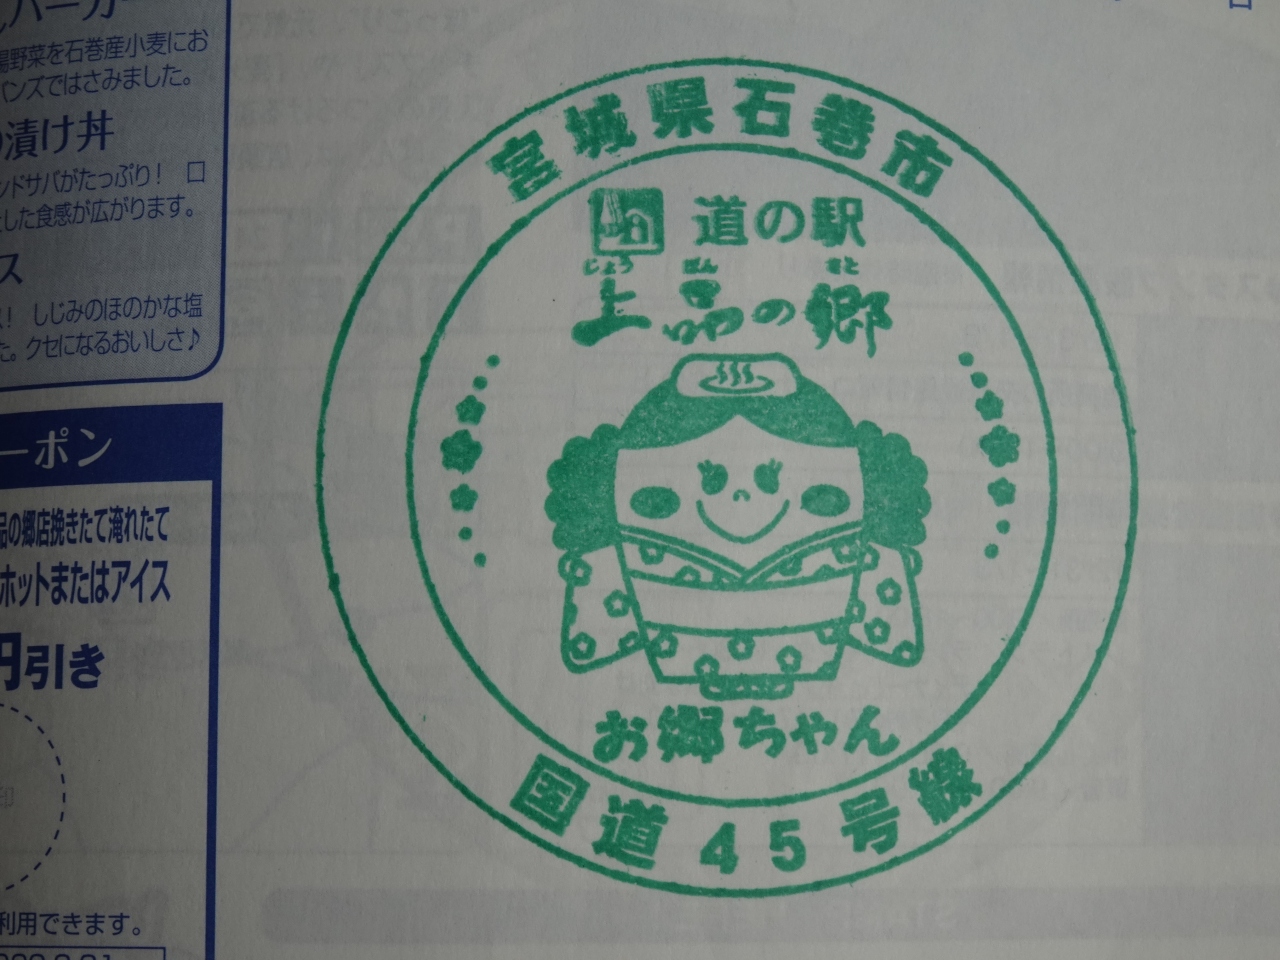 バーガー
湯野菜を石巻産小麦にお
バンズではさみました。
漬け丼
ンドサバがたっぷり! 口
した食感が広がります。
ス
! しじみのほのかな塩
た。クセになるおいしさ♪
ーポン
品の郷店挽きたて淹れたて
ホットまたはアイス
円引き
印
利用できます。
宮城県石巻市
道の駅
じょう ぼん さと
上品の郷
お郷ちゃん
国道45号線